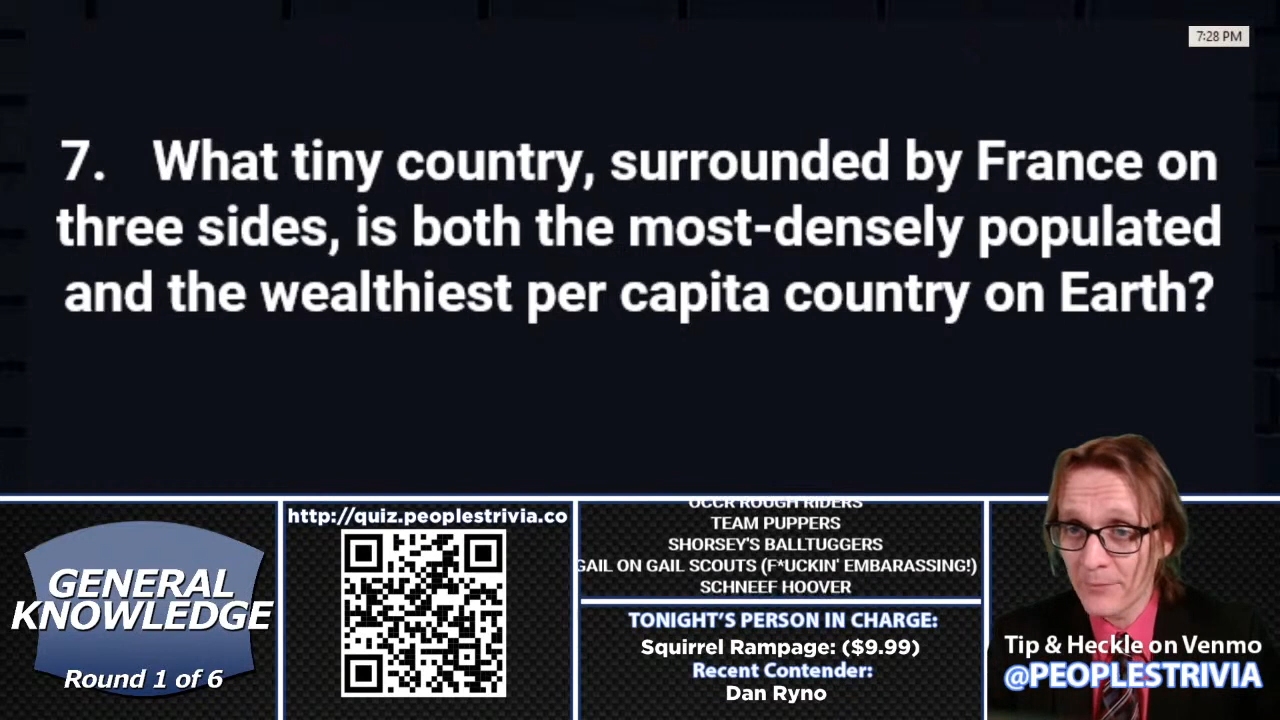 7:28 PM
7. What tiny country, surrounded by France on
three sides, is both the most-densely populated
and the wealthiest per capita country on Earth?
GENERAL
KNOWLEDGE
Round 1 of 6
http://quiz.peoplestrivia.co
OCCR ROUGH RIDERS
TEAM PUPPERS
SHORSEY'S BALLTUGGERS
GAIL ON GAIL SCOUTS (F*UCKIN' EMBARASSING!)
SCHNEEF HOOVER
TONIGHT'S PERSON IN CHARGE:
Squirrel Rampage: ($9.99)
Recent Contender:
Dan Ryno
Tip & Heckle on Venmo
@PEOPLESTRIVIA